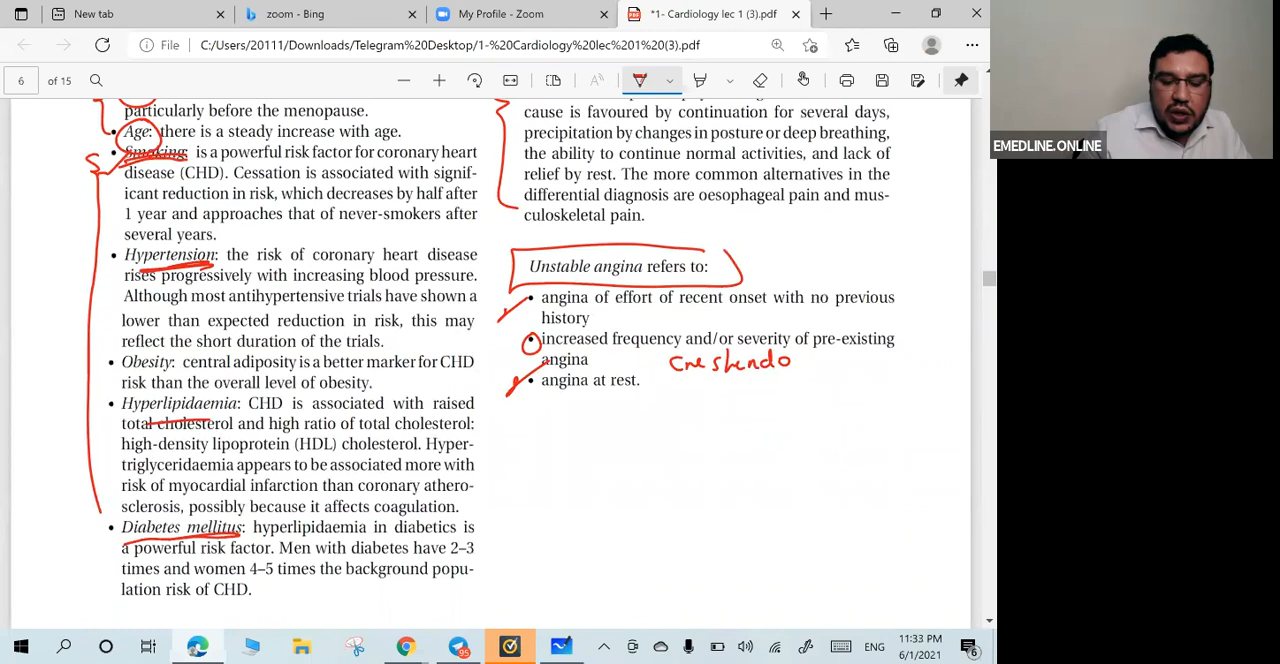 New tab
zoom - Bing
My Profile - Zoom
*1- Cardiology lec 1 (3).pdf
File
C:/Users/20111/Downloads/Telegram%20Desktop/1-%20Cardiology%20lec%201%20(3).pdf
6 of 15
EMEDLINE.ONLINE
particularly before the menopause.
• Age: there is a steady increase with age.
• Smoking: is a powerful risk factor for coronary heart
disease (CHD). Cessation is associated with signif-
icant reduction in risk, which decreases by half after
1 year and approaches that of never-smokers after
several years.
• Hypertension: the risk of coronary heart disease
rises progressively with increasing blood pressure.
Although most antihypertensive trials have shown a
lower than expected reduction in risk, this may
reflect the short duration of the trials.
• Obesity: central adiposity is a better marker for CHD
risk than the overall level of obesity.
• Hyperlipidaemia: CHD is associated with raised
total cholesterol and high ratio of total cholesterol:
high-density lipoprotein (HDL) cholesterol. Hyper-
triglyceridaemia appears to be associated more with
risk of myocardial infarction than coronary athero-
sclerosis, possibly because it affects coagulation.
• Diabetes mellitus: hyperlipidaemia in diabetics is
a powerful risk factor. Men with diabetes have 2–3
times and women 4–5 times the background popu-
lation risk of CHD.
cause is favoured by continuation for several days,
precipitation by changes in posture or deep breathing,
the ability to continue normal activities, and lack of
relief by rest. The more common alternatives in the
differential diagnosis are oesophageal pain and mus-
culoskeletal pain.
Unstable angina refers to:
• angina of effort of recent onset with no previous
history
• increased frequency and/or severity of pre-existing
angina
• angina at rest.
95
ENG
11:33 PM
6/1/2021
6